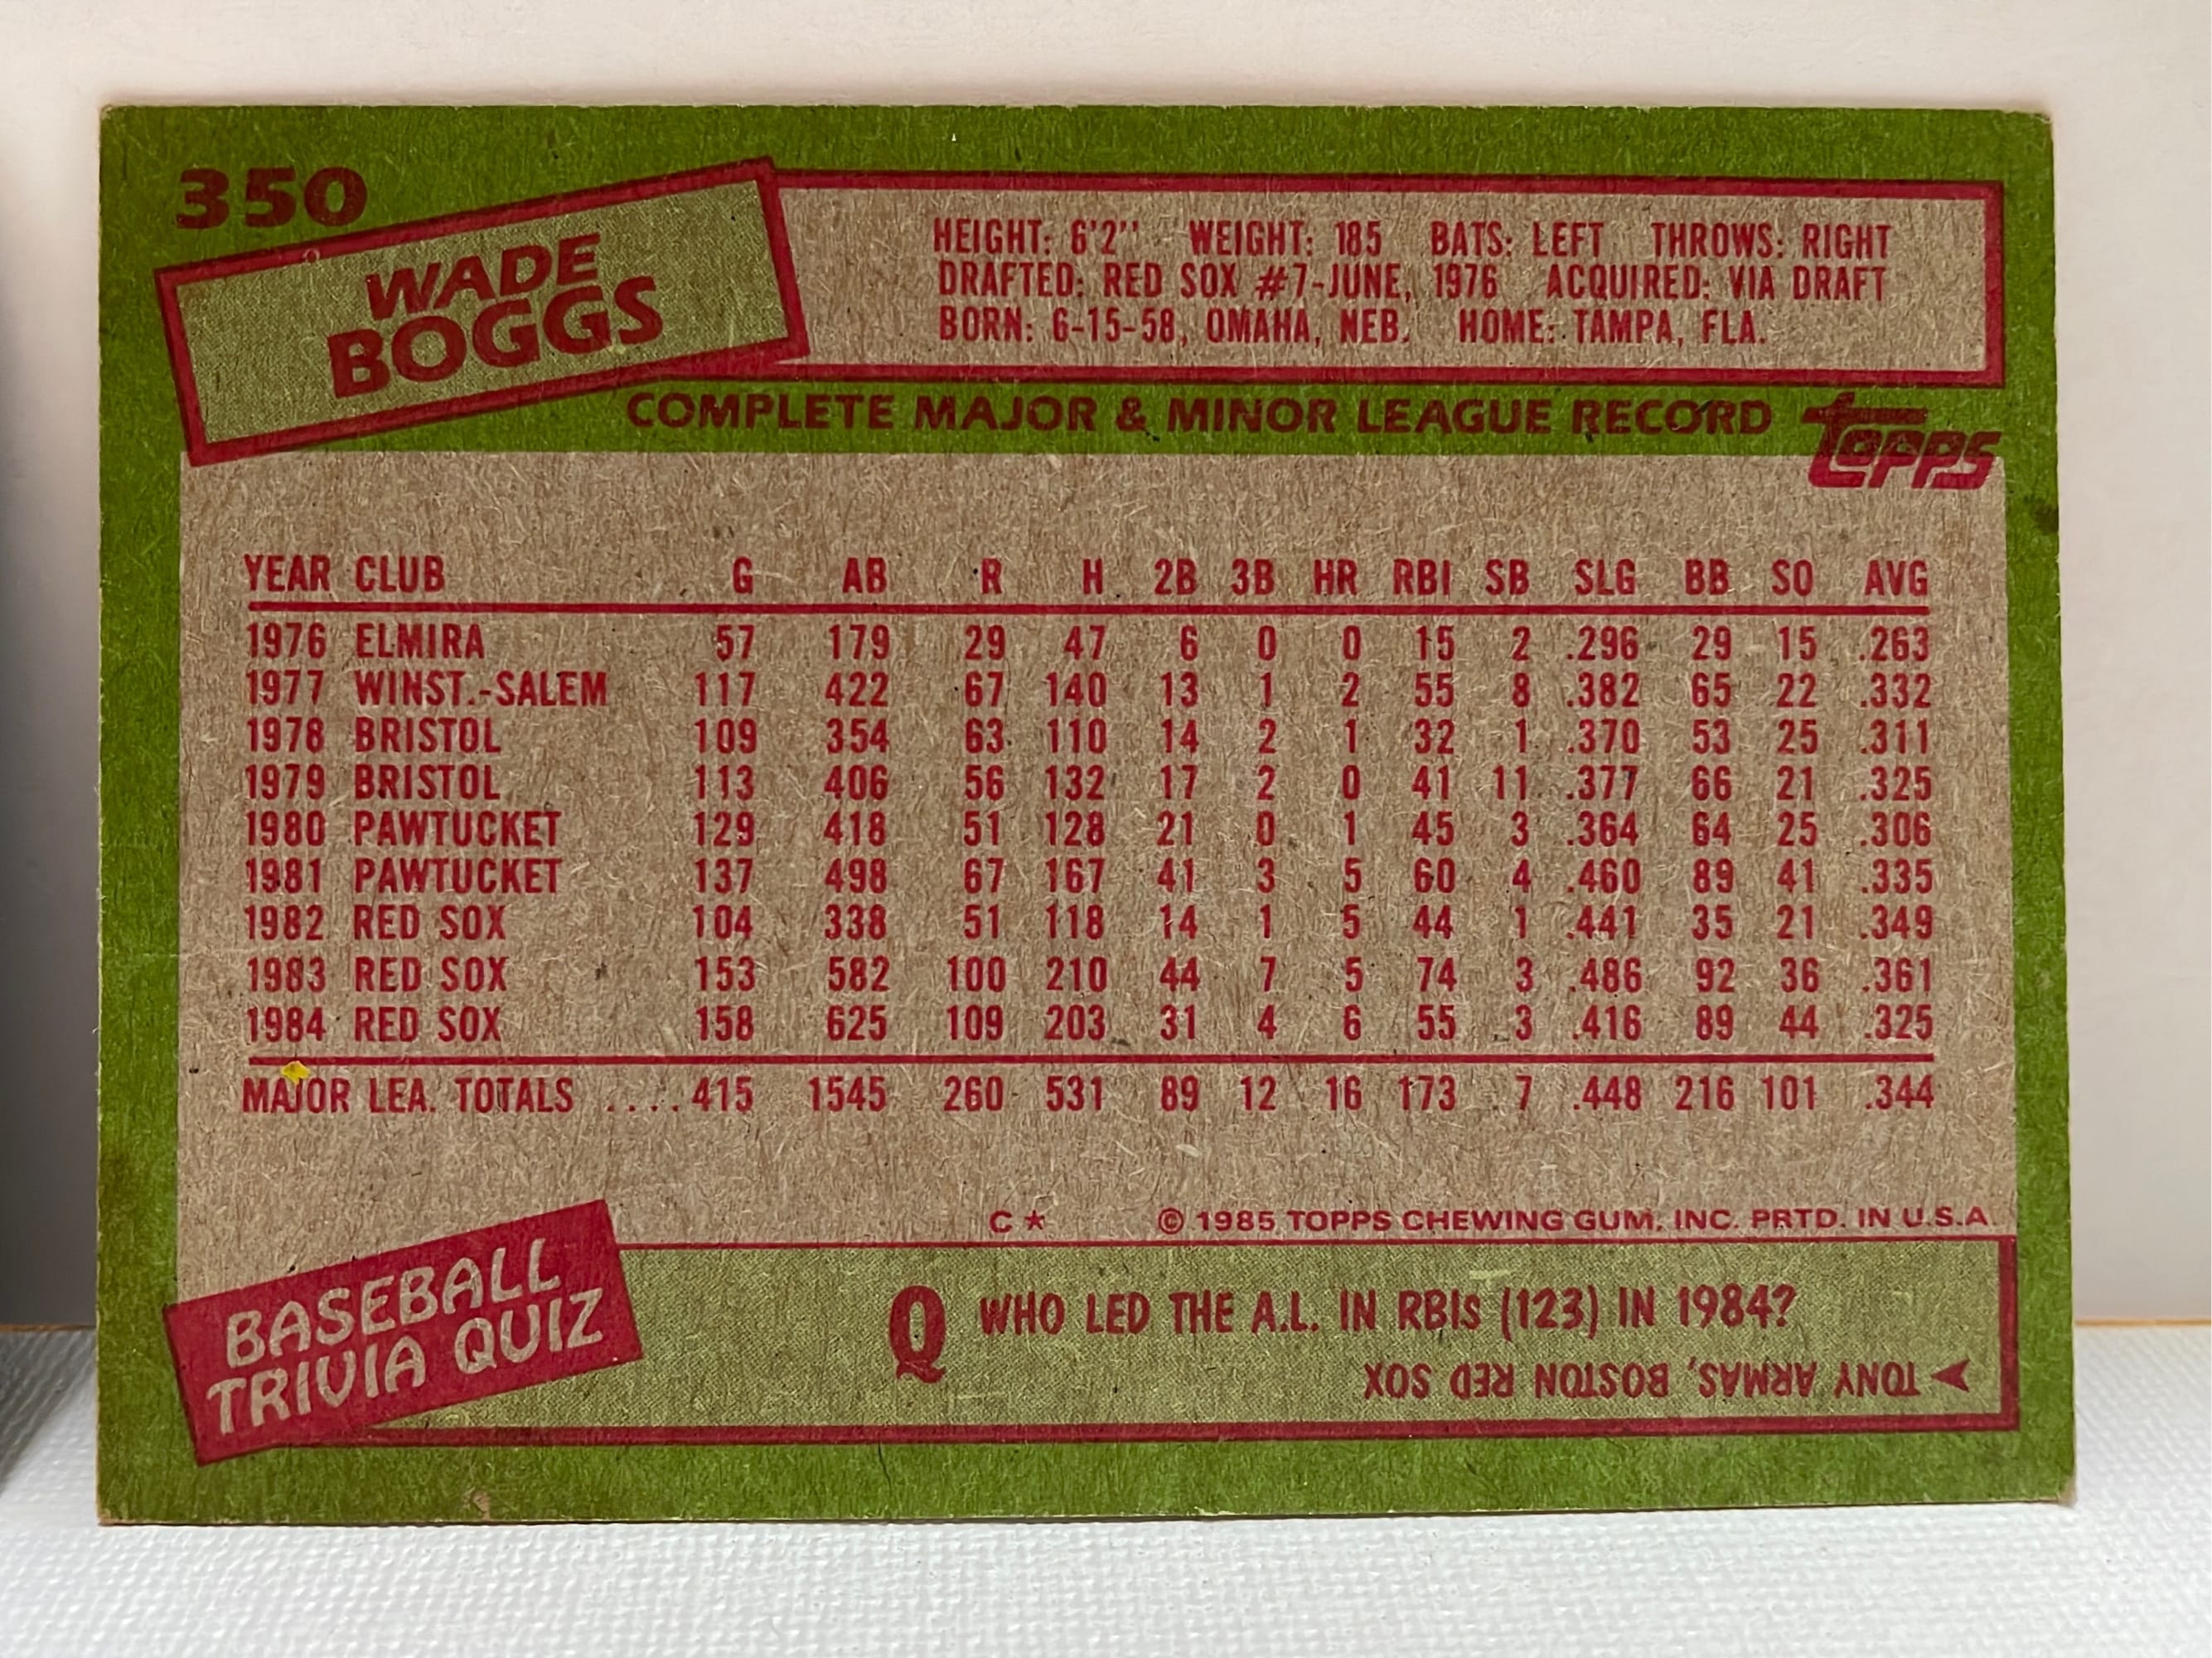 350
WADE
BOGGS
HEIGHT: 6'2" WEIGHT: 185 BATS: LEFT THROWS: RIGHT
DRAFTED: RED SOX #7-JUNE, 1976 ACQUIRED: VIA DRAFT
BORN: 6-15-58, OMAHA, NEB. HOME: TAMPA, FLA.
COMPLETE MAJOR & MINOR LEAGUE RECORD
topps
YEAR CLUB G AB R H 2B 3B HR RBI SB SLG BB SO AVG
1976 ELMIRA 57 179 29 47 6 0 0 15 2 .296 29 15 .263
1977 WINST.-SALEM 117 422 67 140 13 1 2 55 8 .382 65 22 .332
1978 BRISTOL 109 354 63 110 14 2 1 32 1 .370 53 25 .311
1979 BRISTOL 113 406 56 132 17 2 0 41 11 .377 66 21 .325
1980 PAWTUCKET 129 418 51 128 21 0 1 45 3 .364 64 25 .306
1981 PAWTUCKET 137 498 67 167 41 3 5 60 4 .460 89 41 .335
1982 RED SOX 104 338 51 118 14 1 5 44 1 .441 35 21 .349
1983 RED SOX 153 582 100 210 44 7 5 74 3 .486 92 36 .361
1984 RED SOX 158 625 109 203 31 4 6 55 3 .416 89 44 .325
MAJOR LEA. TOTALS .... 415 1545 260 531 89 12 16 173 7 .448 216 101 .344
C★ © 1985 TOPPS CHEWING GUM, INC. PRTD. IN U.S.A.
BASEBALL
TRIVIA QUIZ
Q WHO LED THE A.L. IN RBIs (123) IN 1984?
TONY ARMAS, BOSTON RED SOX